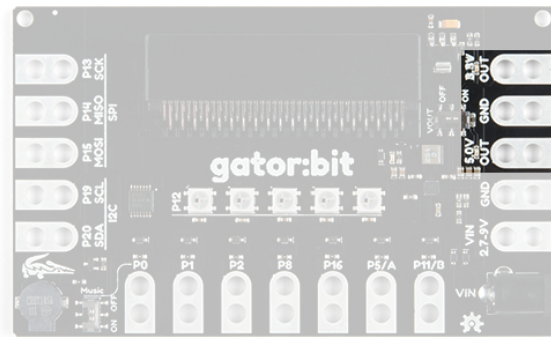 P13 SCK
P14 MISO
P15 MOSI
SPI
P19 SCL
P20 SDA
I2C
gator:bit
P12
VOUT
OFF
ON
3.3V OUT
GND
5.0V OUT
GND
VIN 2.7-9V
VIN
Music
OFF
ON
P0
P1
P2
P8
P16
P5/A
P11/B